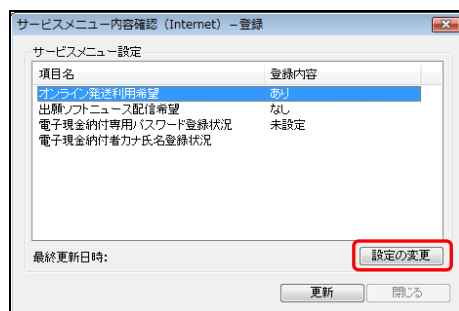 サービスメニュー内容確認（Internet）－登録
サービスメニュー設定
項目名 登録内容
オンライン発送利用希望 あり
出願ソフトニュース配信希望 なし
電子現金納付専用パスワード登録状況 未設定
電子現金納付者カナ氏名登録状況
最終更新日時: 設定の変更
更新 閉じる